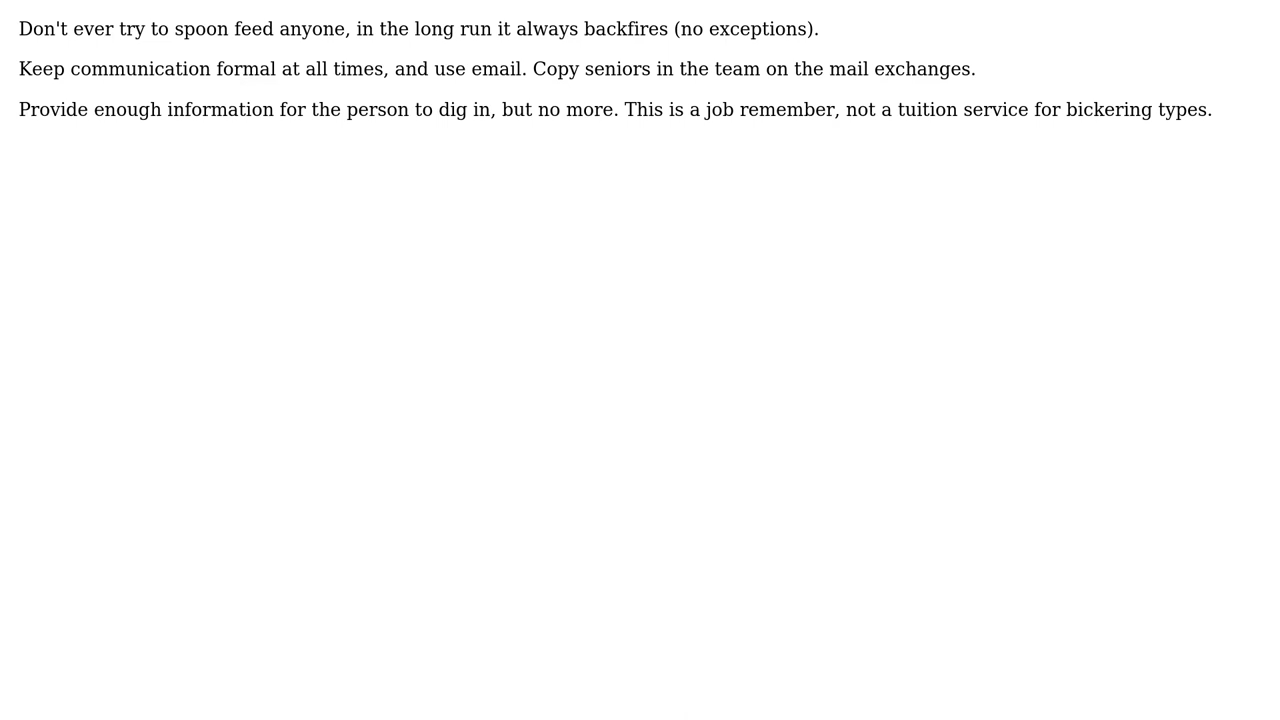 Don't ever try to spoon feed anyone, in the long run it always backfires (no exceptions).
Keep communication formal at all times, and use email. Copy seniors in the team on the mail exchanges.
Provide enough information for the person to dig in, but no more. This is a job remember, not a tuition service for bickering types.